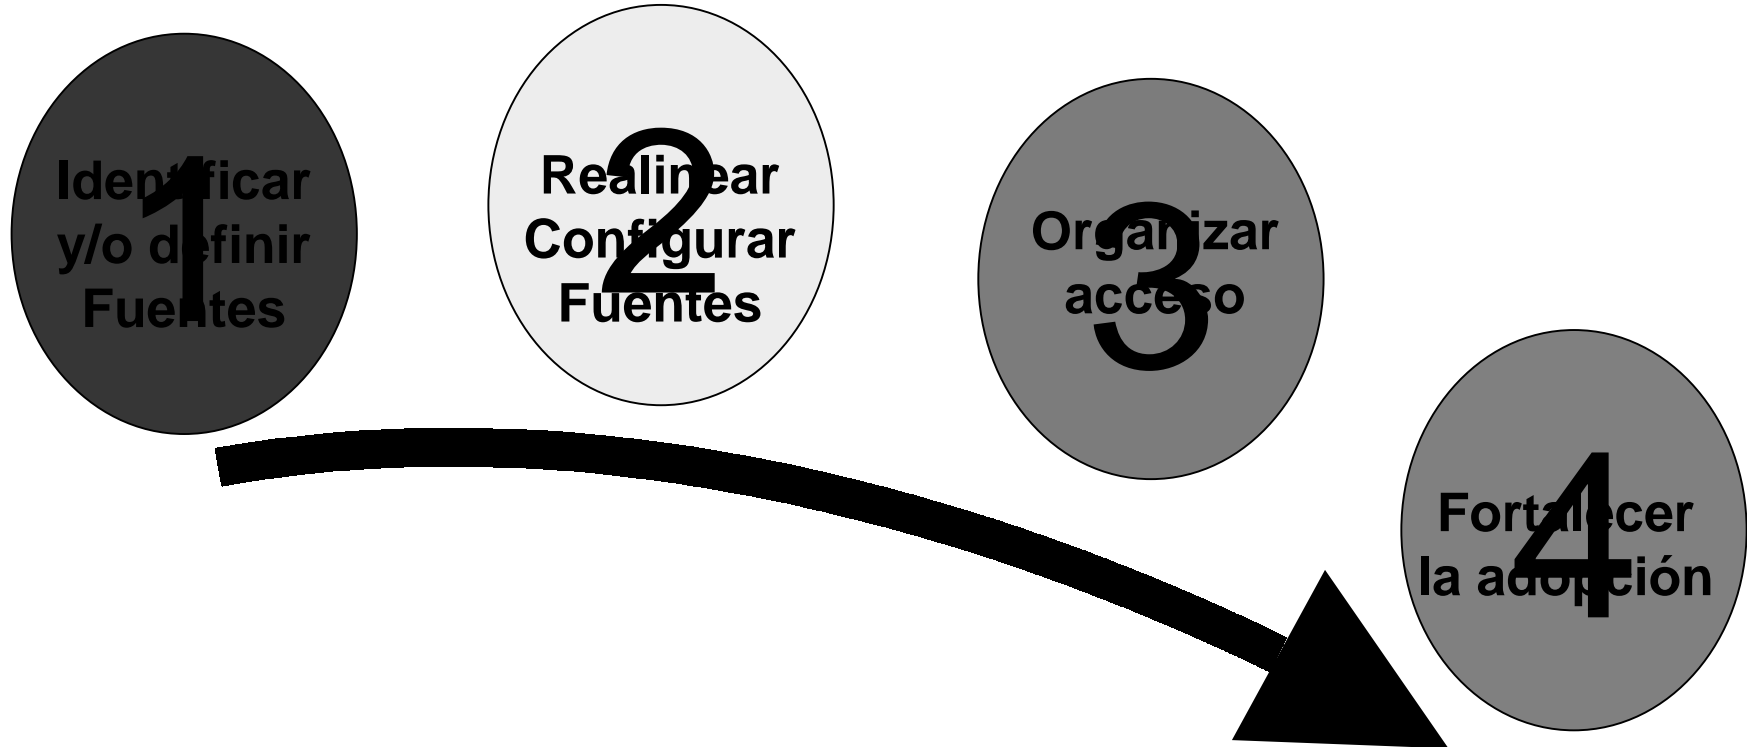 1
Identificar
y/o definir
Fuentes
2
Realinear
Configurar
Fuentes
3
Organizar
acceso
4
Fortalecer
la adopción